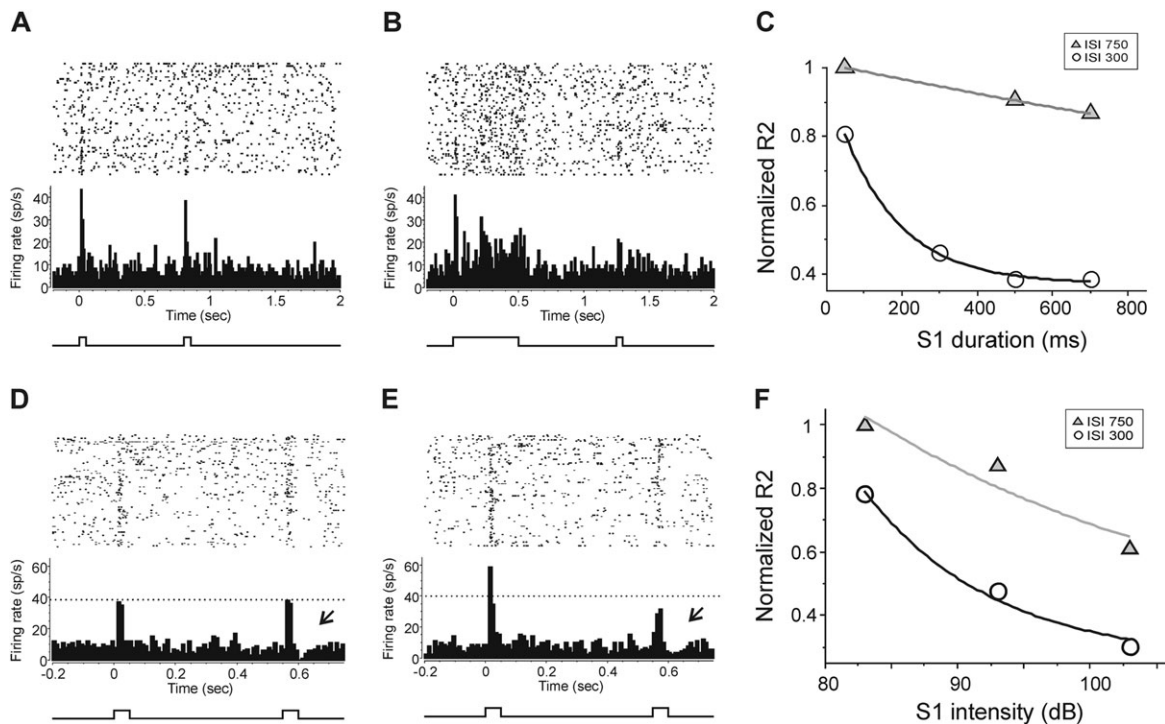 A
Firing rate (sp/s)
40
30
20
10
0
0 0.5 1 1.5 2
Time (sec)
B
Firing rate (sp/s)
40
30
20
10
0
0 0.5 1 1.5 2
Time (sec)
C
ISI 750
ISI 300
Normalized R2
1
0.8
0.6
0.4
0 200 400 600 800
S1 duration (ms)
D
Firing rate (sp/s)
60
40
20
0
-0.2 0 0.2 0.4 0.6
Time (sec)
E
Firing rate (sp/s)
60
40
20
0
-0.2 0 0.2 0.4 0.6
Time (sec)
F
ISI 750
ISI 300
Normalized R2
1
0.8
0.6
0.4
80 90 100
S1 intensity (dB)